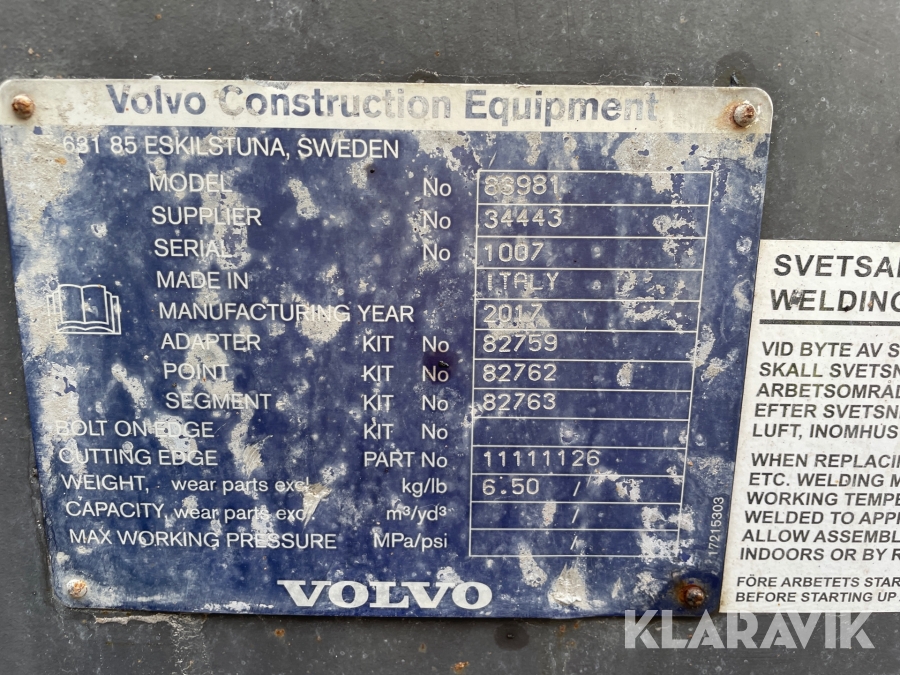 Volvo Construction Equipment
631 85 ESKILSTUNA, SWEDEN
MODEL No 83981
SUPPLIER No 34443
SERIAL No 1007
MADE IN ITALY
MANUFACTURING YEAR 2017
ADAPTER KIT No 82759
POINT KIT No 82762
SEGMENT KIT No 82763
BOLT ON EDGE KIT No
CUTTING EDGE PART No 11111126
WEIGHT, wear parts excl. kg/lb 6.50 /
CAPACITY, wear parts excl. m³/yd³ /
MAX WORKING PRESSURE MPa/psi /
17215303
VOLVO
SVETSA
WELDING
VID BYTE AV S
SKALL SVETSN
ARBETSOMRÅD
EFTER SVETSN
LUFT, INOMHUS
WHEN REPLACI
ETC. WELDING M
WORKING TEMPE
WELDED TO APP
ALLOW ASSEMBL
INDOORS OR BY R
FÖRE ARBETETS STAR
BEFORE STARTING UP
KLARAVIK